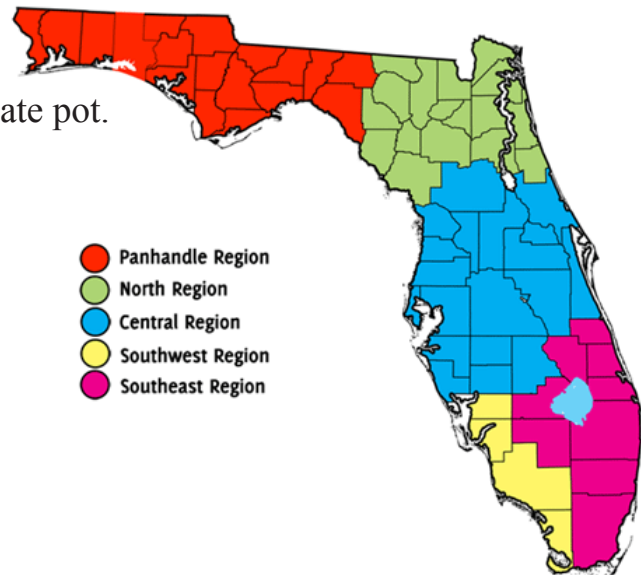 ate pot.
Panhandle Region
North Region
Central Region
Southwest Region
Southeast Region